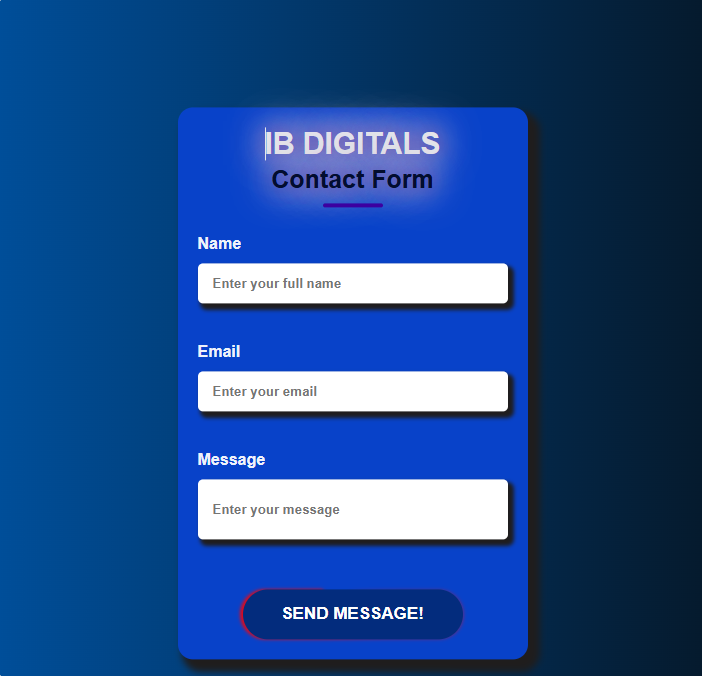 IB DIGITALS
Contact Form
Name
Enter your full name
Email
Enter your email
Message
Enter your message
SEND MESSAGE!